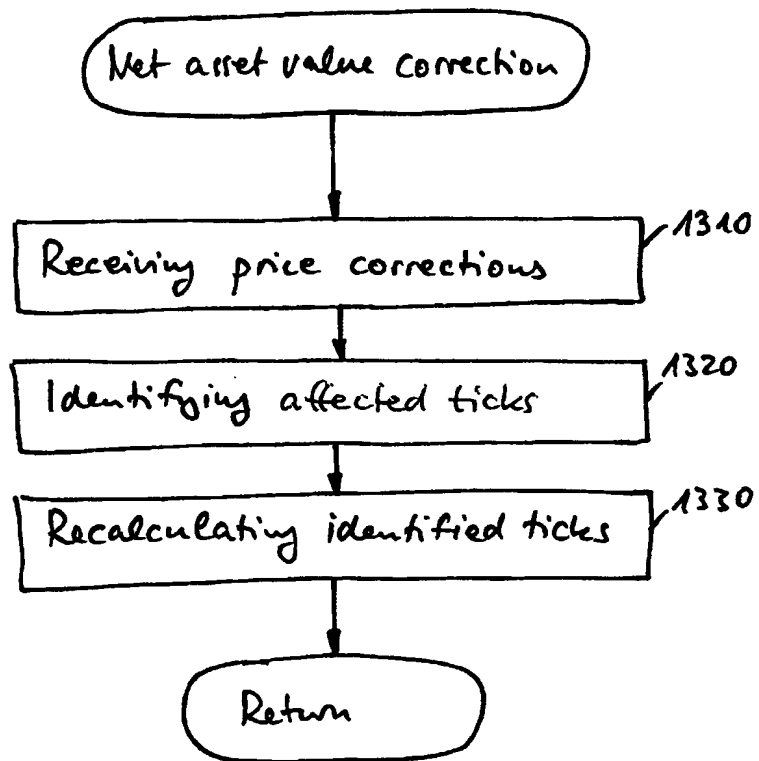 Net asset value correction
1310
Receiving price corrections
1320
Identifying affected ticks
1330
Recalculating identified ticks
Return